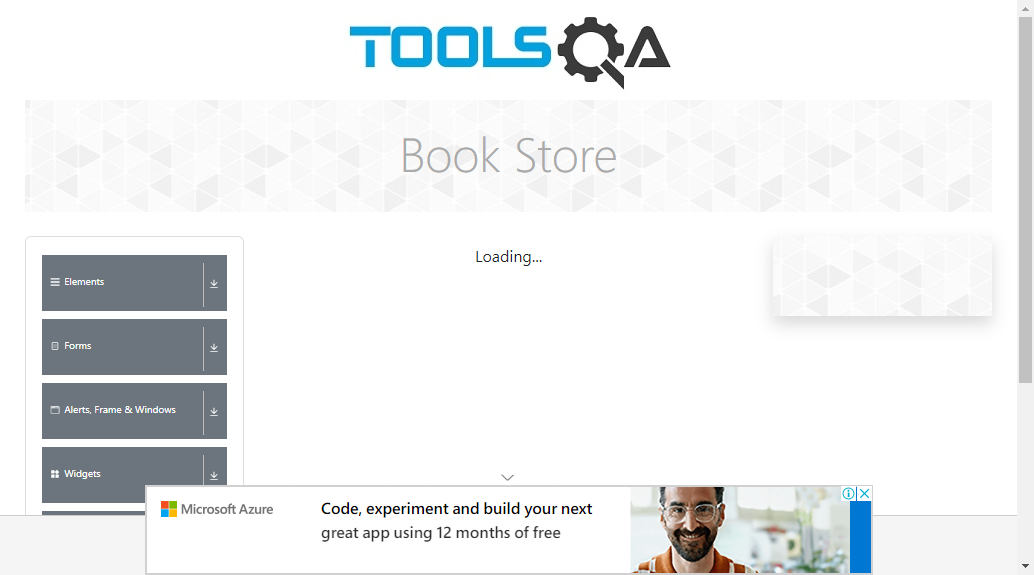 TOOLSQA
Book Store
Elements
Loading...
Forms
Alerts, Frame & Windows
Widgets
Microsoft Azure
Code, experiment and build your next
great app using 12 months of free